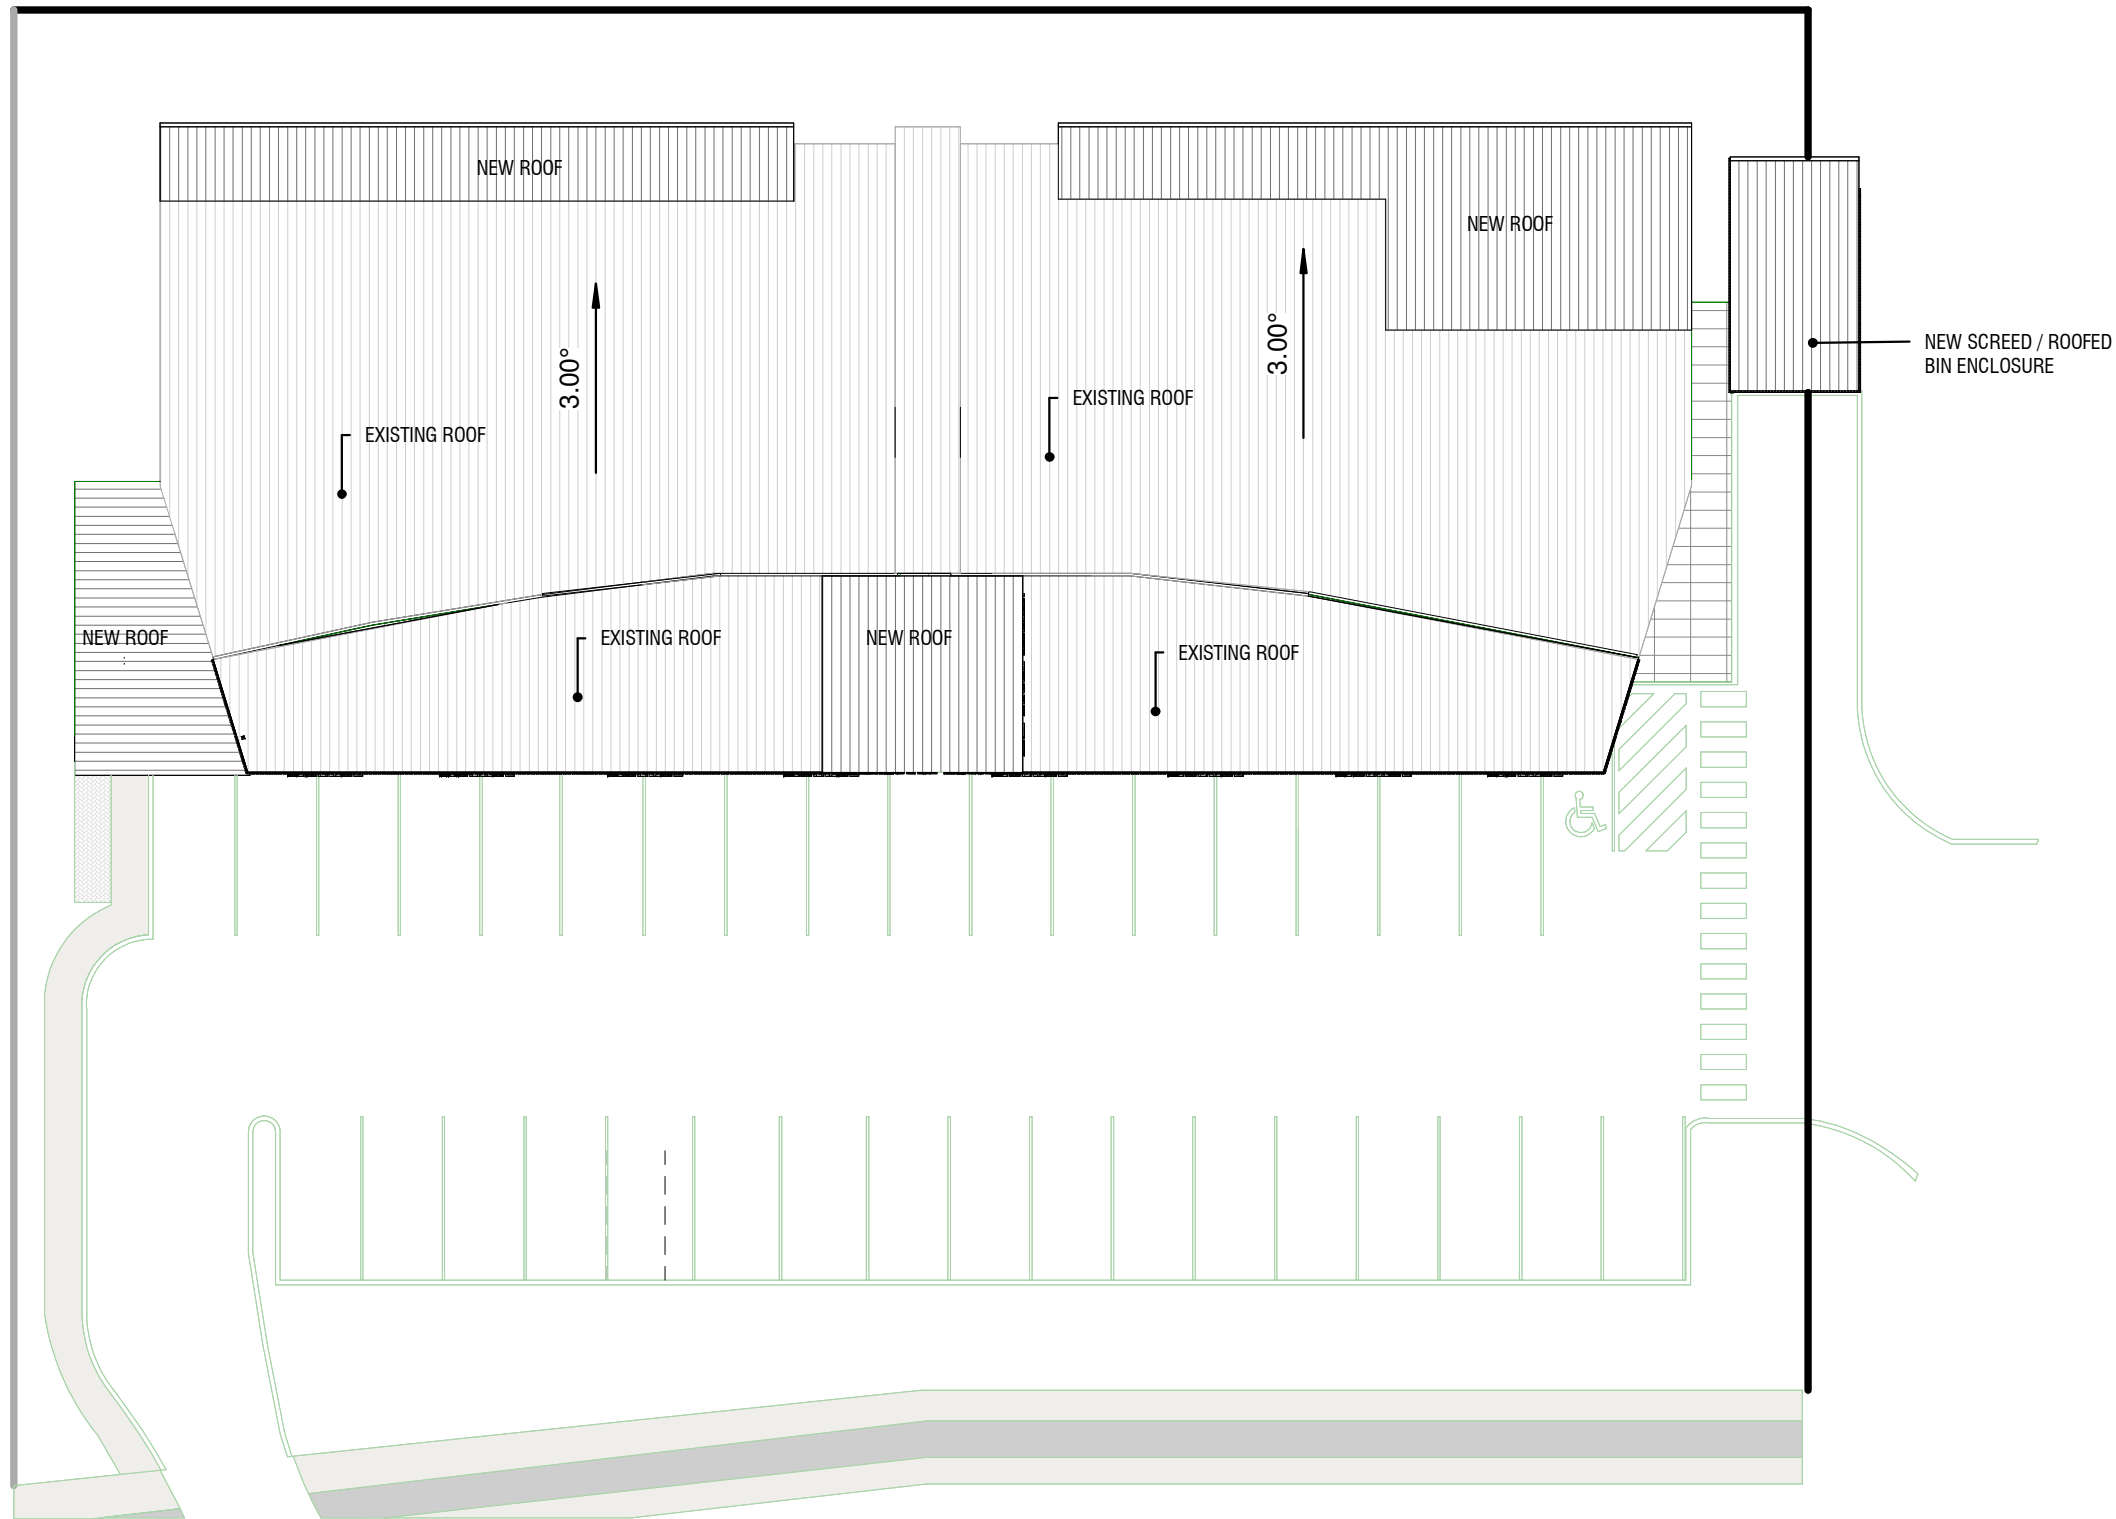 NEW ROOF
NEW ROOF
3.00°
3.00°
NEW SCREED / ROOFED
BIN ENCLOSURE
EXISTING ROOF
EXISTING ROOF
NEW ROOF
EXISTING ROOF
NEW ROOF
EXISTING ROOF